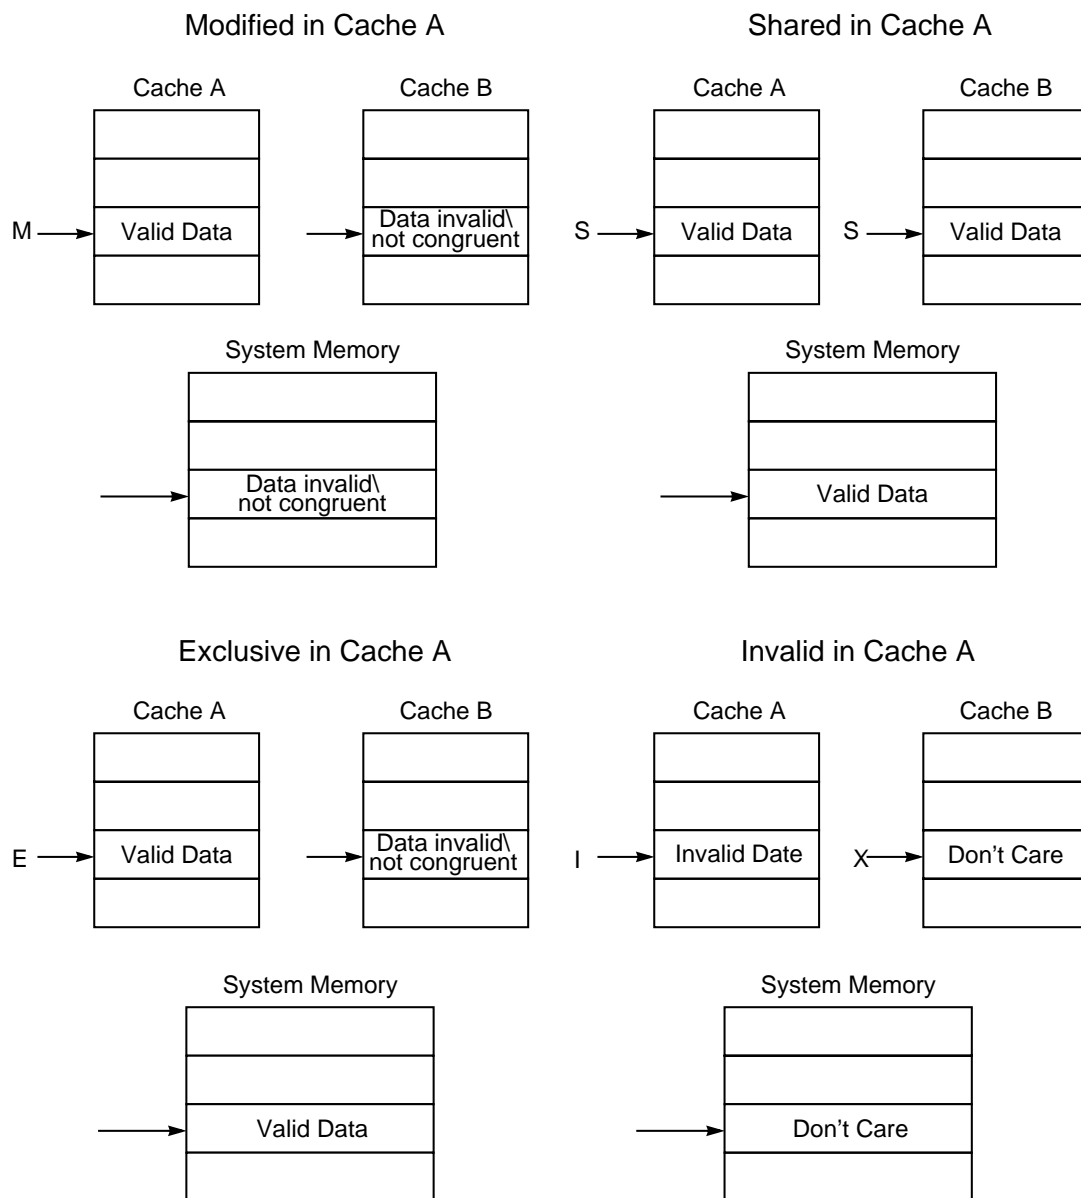 Modified in Cache A
Cache A
Cache B
M
Valid Data
Data invalid\
not congruent
System Memory
Data invalid\
not congruent
Shared in Cache A
Cache A
Cache B
S
Valid Data
S
Valid Data
System Memory
Valid Data
Exclusive in Cache A
Cache A
Cache B
E
Valid Data
Data invalid\
not congruent
System Memory
Valid Data
Invalid in Cache A
Cache A
Cache B
I
Invalid Date
X
Don’t Care
System Memory
Don’t Care